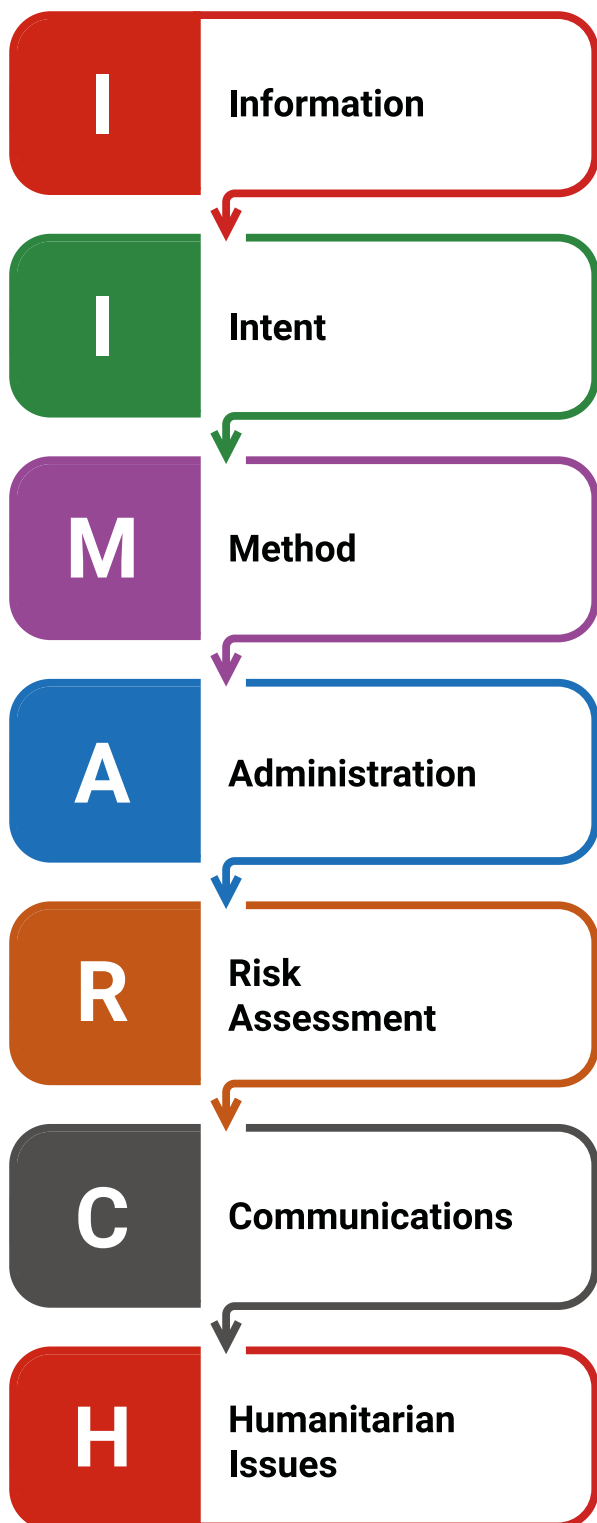 I
Information
I
Intent
M
Method
A
Administration
R
Risk
Assessment
C
Communications
H
Humanitarian
Issues